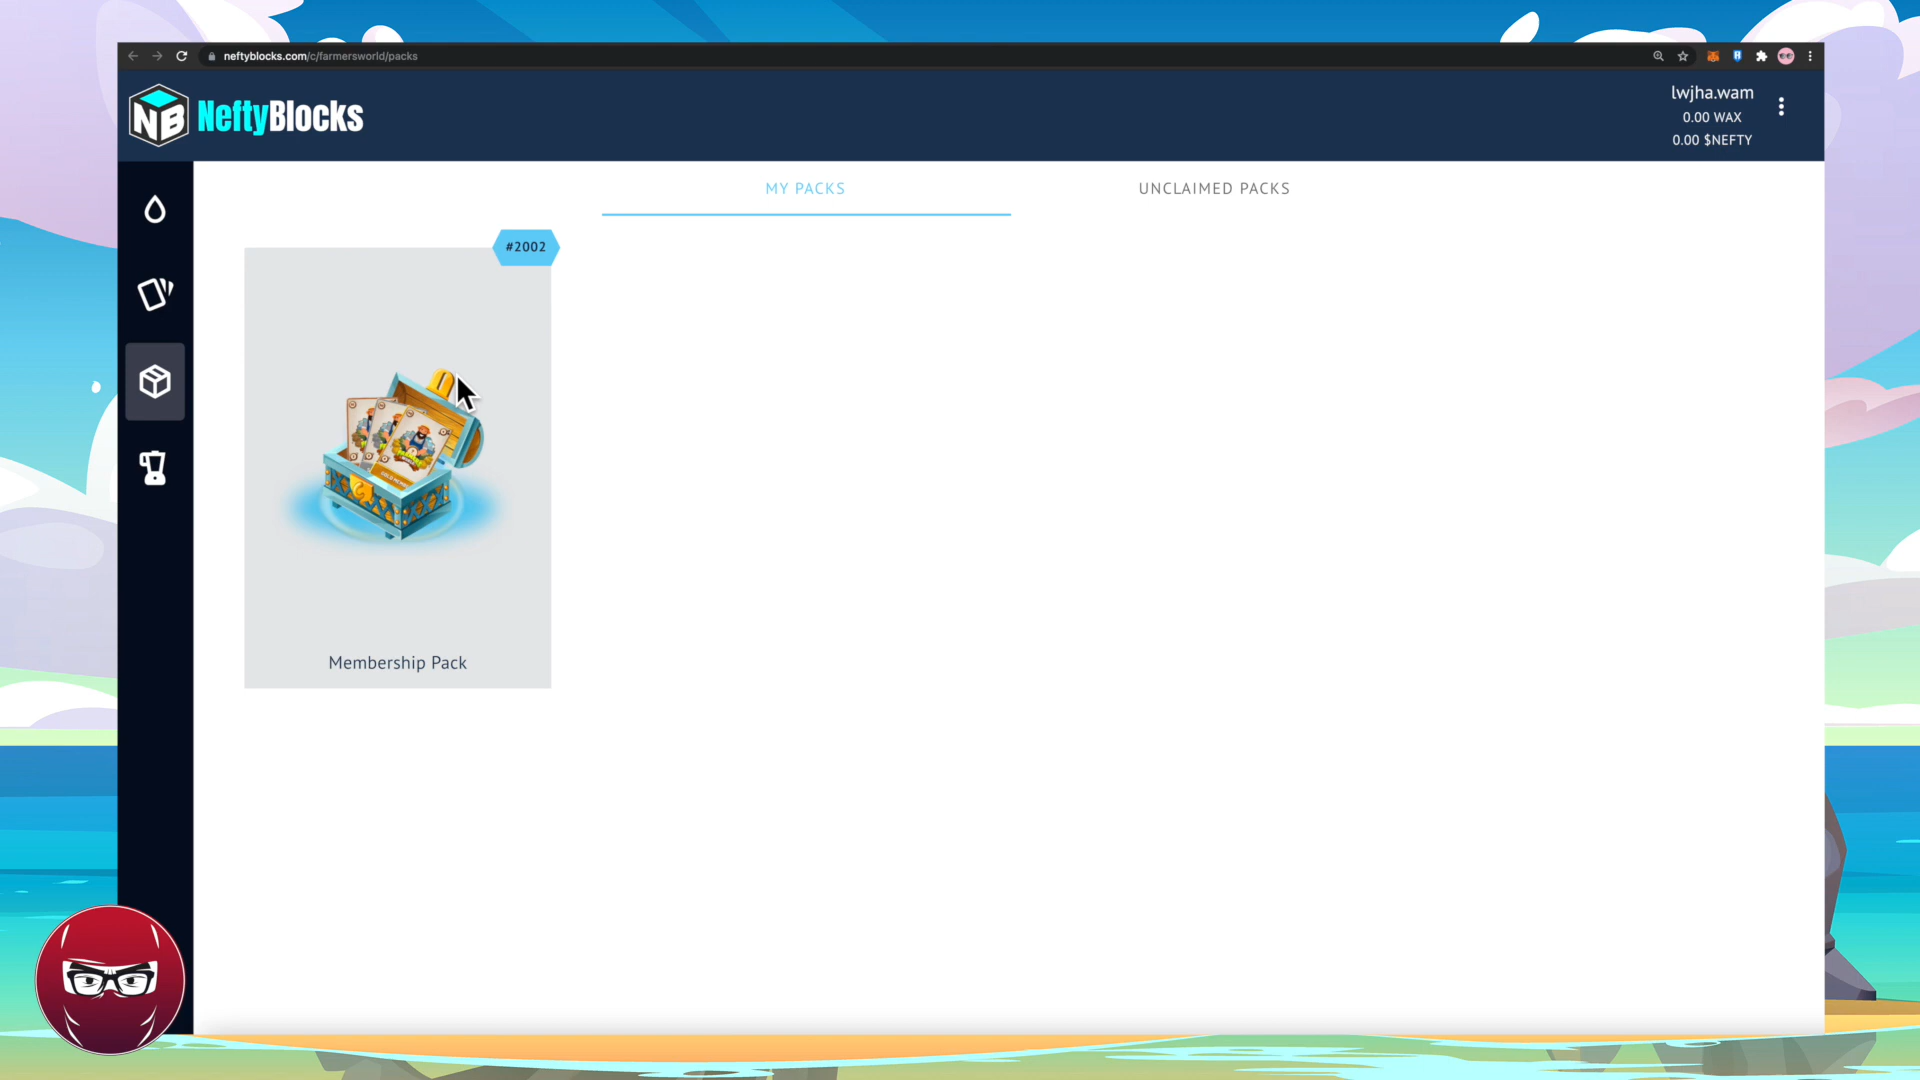 neftyblocks.com/c/farmersworld/packs
NB NeftyBlocks
lwjha.wam
0.00 WAX
0.00 $NEFTY
MY PACKS
UNCLAIMED PACKS
#2002
Membership Pack